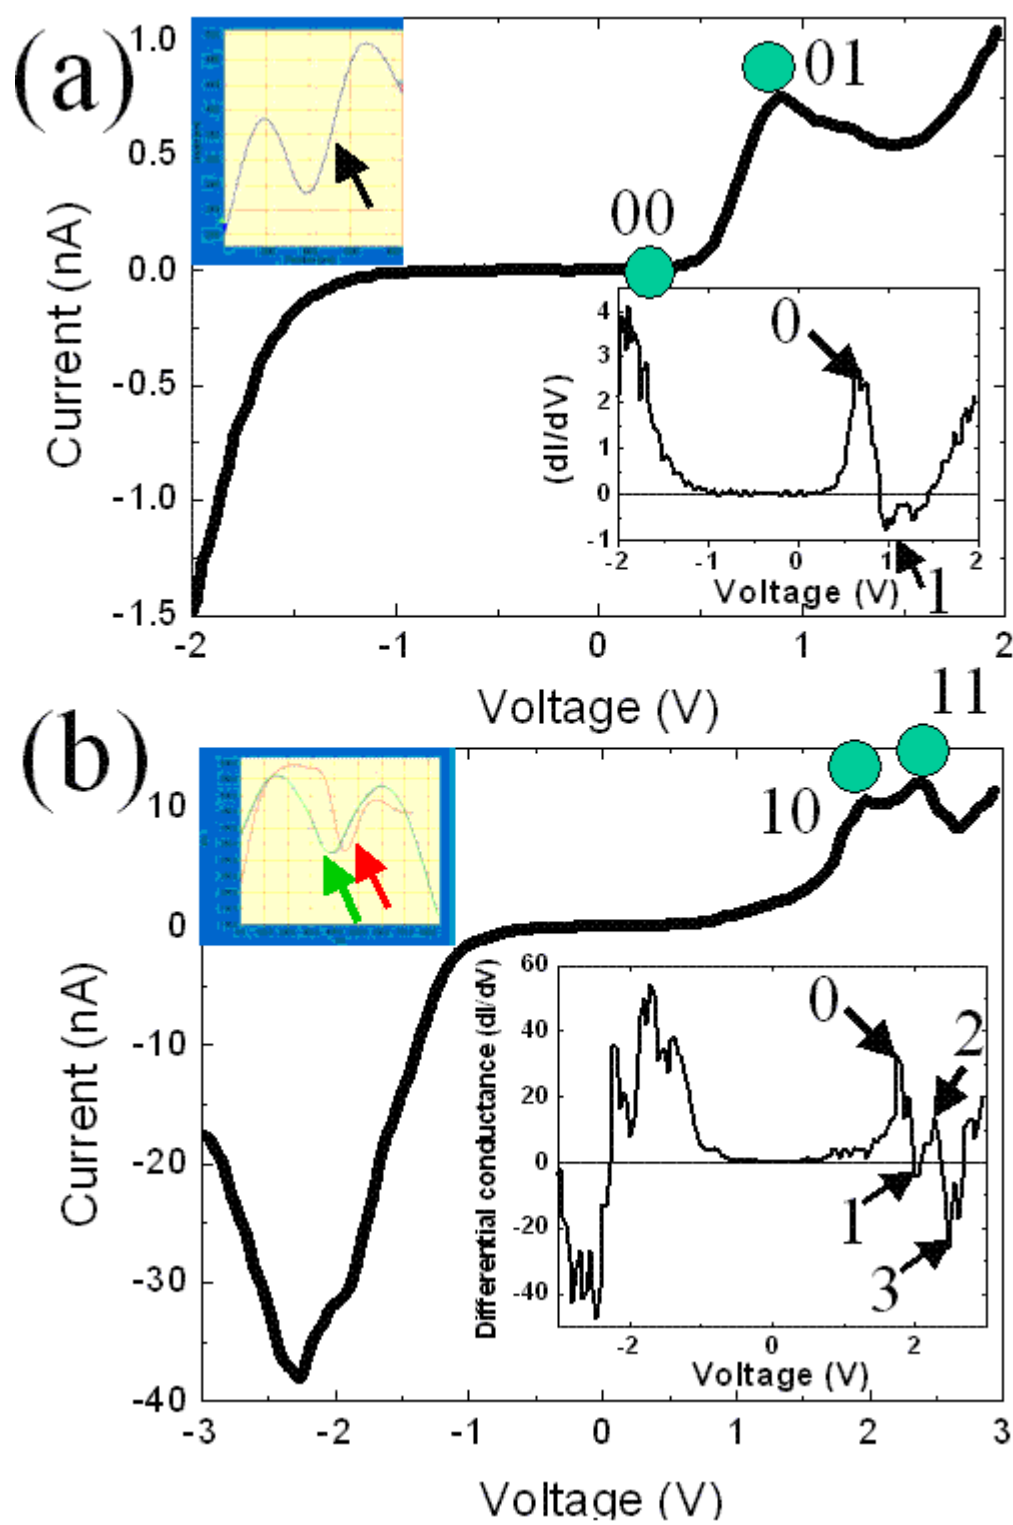 (a)
1.0
0.5
0.0
-0.5
-1.0
-1.5
Current (nA)
01
00
4
3
2
1
0
-1
(dI/dV)
0
1
-2 -1 0 1 2
Voltage (V)
-2 -1 0 1 2
Voltage (V)
(b)
10
0
-10
-20
-30
-40
Current (nA)
11
10
60
40
20
0
-20
-40
Differential conductance (dI/dV)
0
2
1
3
-2 0 2
Voltage (V)
-3 -2 -1 0 1 2 3
Voltage (V)